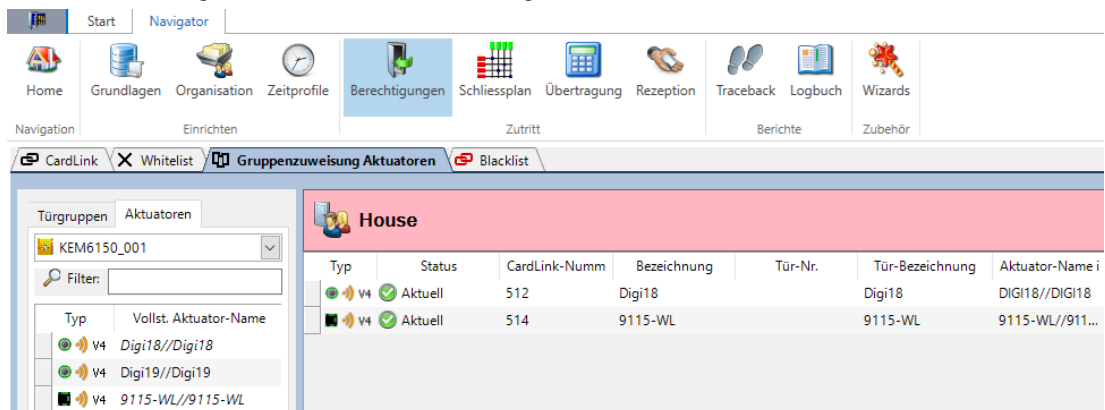 Start Navigator
Home Grundlagen Organisation Zeitprofile Berechtigungen Schliessplan Übertragung Rezeption Traceback Logbuch Wizards
Navigation Einrichten Zutritt Berichte Zubehör
CardLink Whitelist Gruppenzuweisung Aktuatoren Blacklist
Türgruppen Aktuatoren
House
KEM6150_001
Filter:
Typ Status CardLink-Numm Bezeichnung Tür-Nr. Tür-Bezeichnung Aktuator-Name i
V4 Aktuell 512 Digi18 Digi18 DIGI18//DIGI18
V4 Aktuell 514 9115-WL 9115-WL 9115-WL//911...
Typ Vollst. Aktuator-Name
V4 Digi18//Digi18
V4 Digi19//Digi19
V4 9115-WL//9115-WL